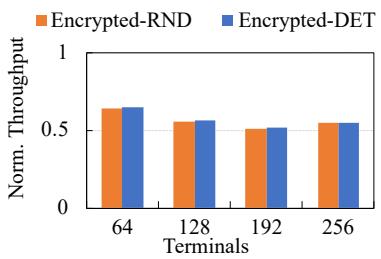 Encrypted-RND Encrypted-DET
1
0.5
0
Norm. Throughput
64 128 192 256
Terminals